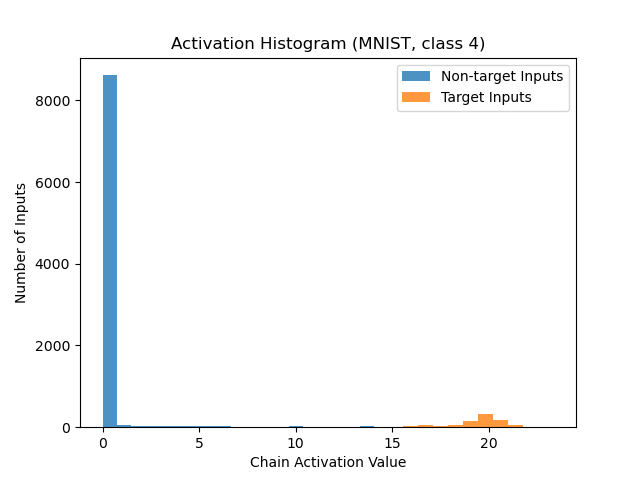 Activation Histogram (MNIST, class 4)
Non-target Inputs
Target Inputs
Number of Inputs
8000
6000
4000
2000
0
0 5 10 15 20
Chain Activation Value